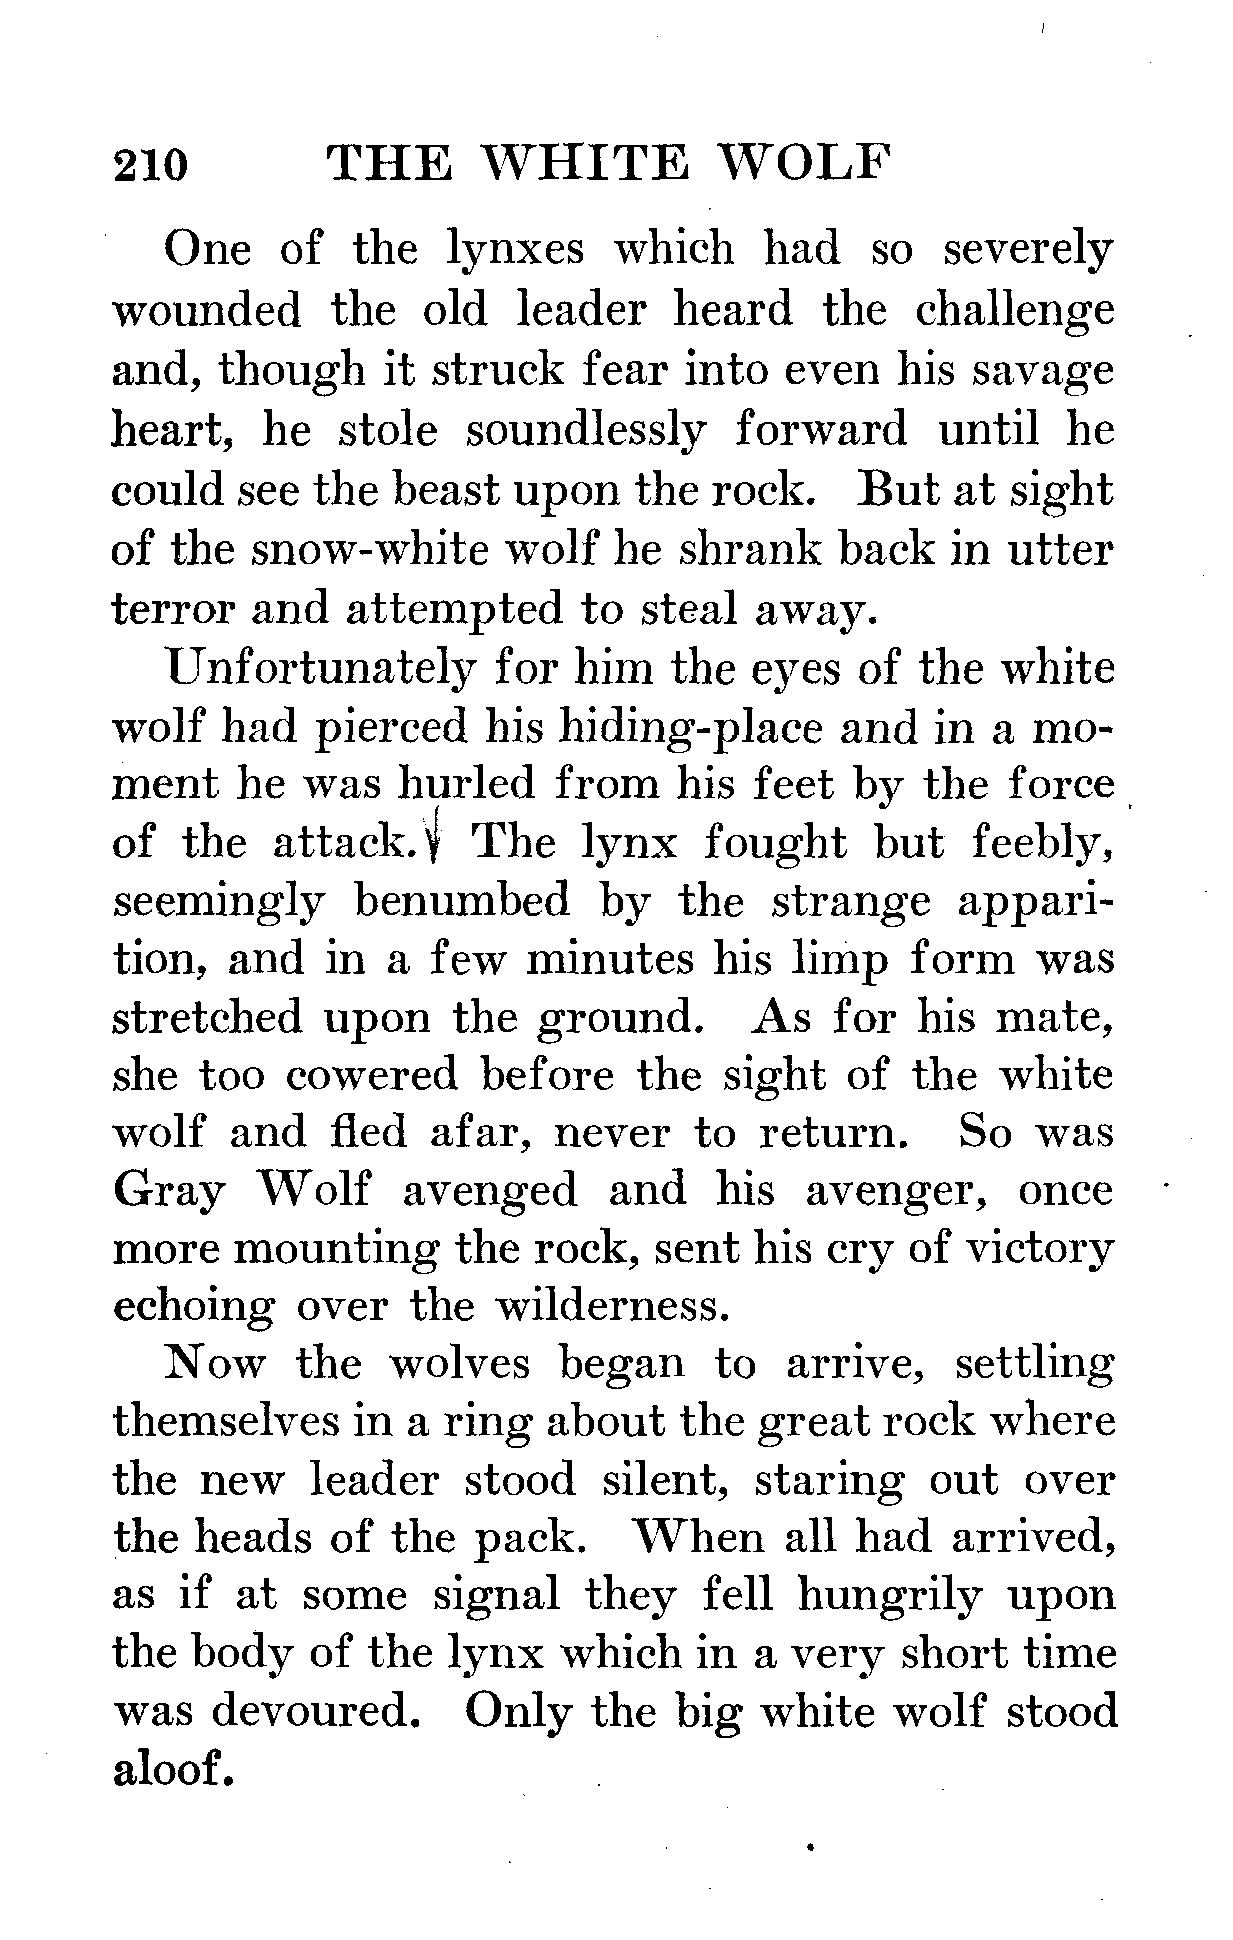 210 THE WHITE WOLF
One of the lynxes which had so severely
wounded the old leader heard the challenge
and, though it struck fear into even his savage
heart, he stole soundlessly forward until he
could see the beast upon the rock. But at sight
of the snow-white wolf he shrank back in utter
terror and attempted to steal away.
Unfortunately for him the eyes of the white
wolf had pierced his hiding-place and in a mo-
ment he was hurled from his feet by the force
of the attack. The lynx fought but feebly,
seemingly benumbed by the strange appari-
tion, and in a few minutes his limp form was
stretched upon the ground. As for his mate,
she too cowered before the sight of the white
wolf and fled afar, never to return. So was
Gray Wolf avenged and his avenger, once
more mounting the rock, sent his cry of victory
echoing over the wilderness.
Now the wolves began to arrive, settling
themselves in a ring about the great rock where
the new leader stood silent, staring out over
the heads of the pack. When all had arrived,
as if at some signal they fell hungrily upon
the body of the lynx which in a very short time
was devoured. Only the big white wolf stood
aloof.